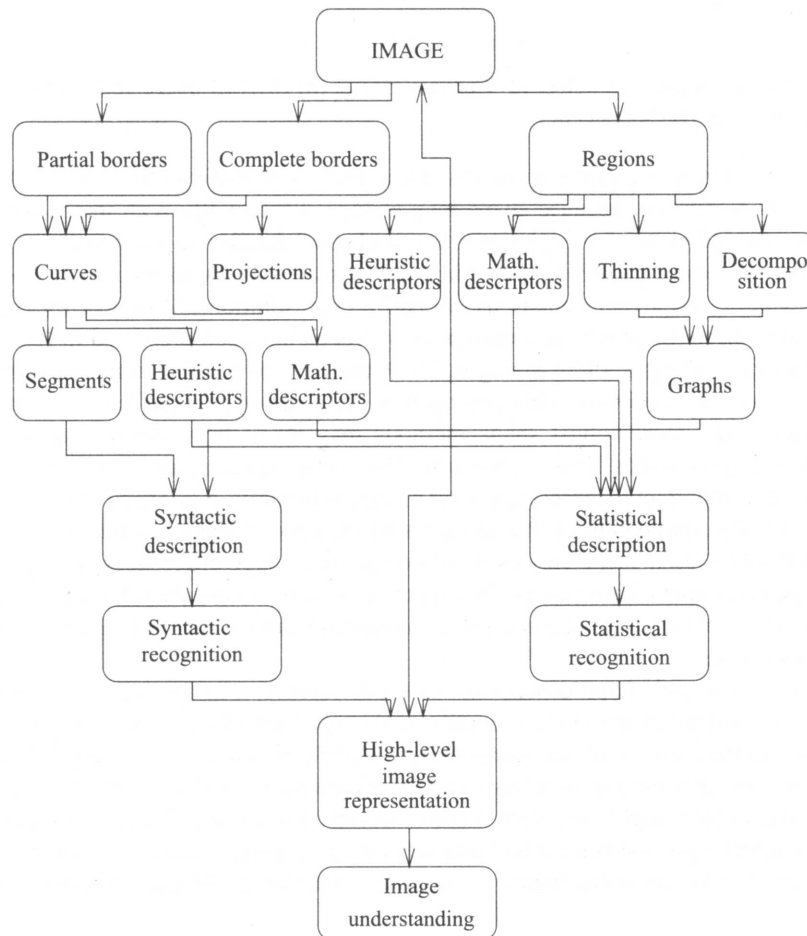 IMAGE
Partial borders
Complete borders
Regions
Curves
Projections
Heuristic
descriptors
Math.
descriptors
Thinning
Decompo
sition
Segments
Heuristic
descriptors
Math.
descriptors
Graphs
Syntactic
description
Statistical
description
Syntactic
recognition
Statistical
recognition
High-level
image
representation
Image
understanding